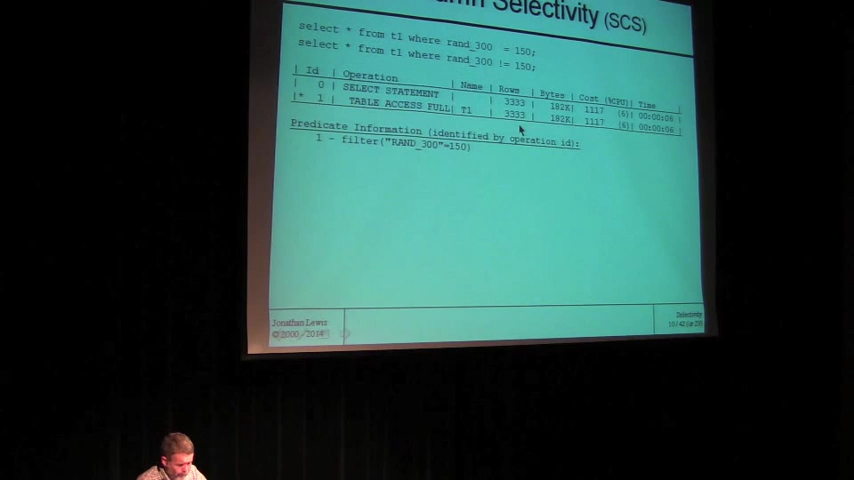 Selectivity (SCS)
select * from t1 where rand_300 = 150;
select * from t1 where rand_300 != 150;
| Id | Operation | Name | Rows | Bytes | Cost (%CPU)| Time |
| 0 | SELECT STATEMENT | | 3333 | 182K| 1117 (6)| 00:00:06 |
|* 1 | TABLE ACCESS FULL| T1 | 3333 | 182K| 1117 (6)| 00:00:06 |
Predicate Information (identified by operation id):
1 - filter("RAND_300"=150)
Jonathan Lewis
© 2000 / 2014
Selectivity